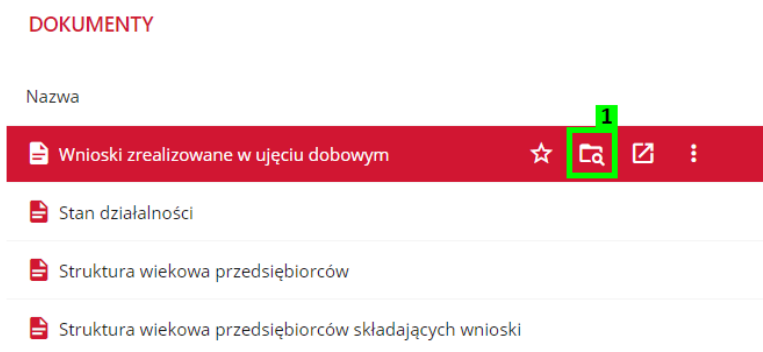 DOKUMENTY
Nazwa
1
Wnioski zrealizowane w ujęciu dobowym
Stan działalności
Struktura wiekowa przedsiębiorców
Struktura wiekowa przedsiębiorców składających wnioski